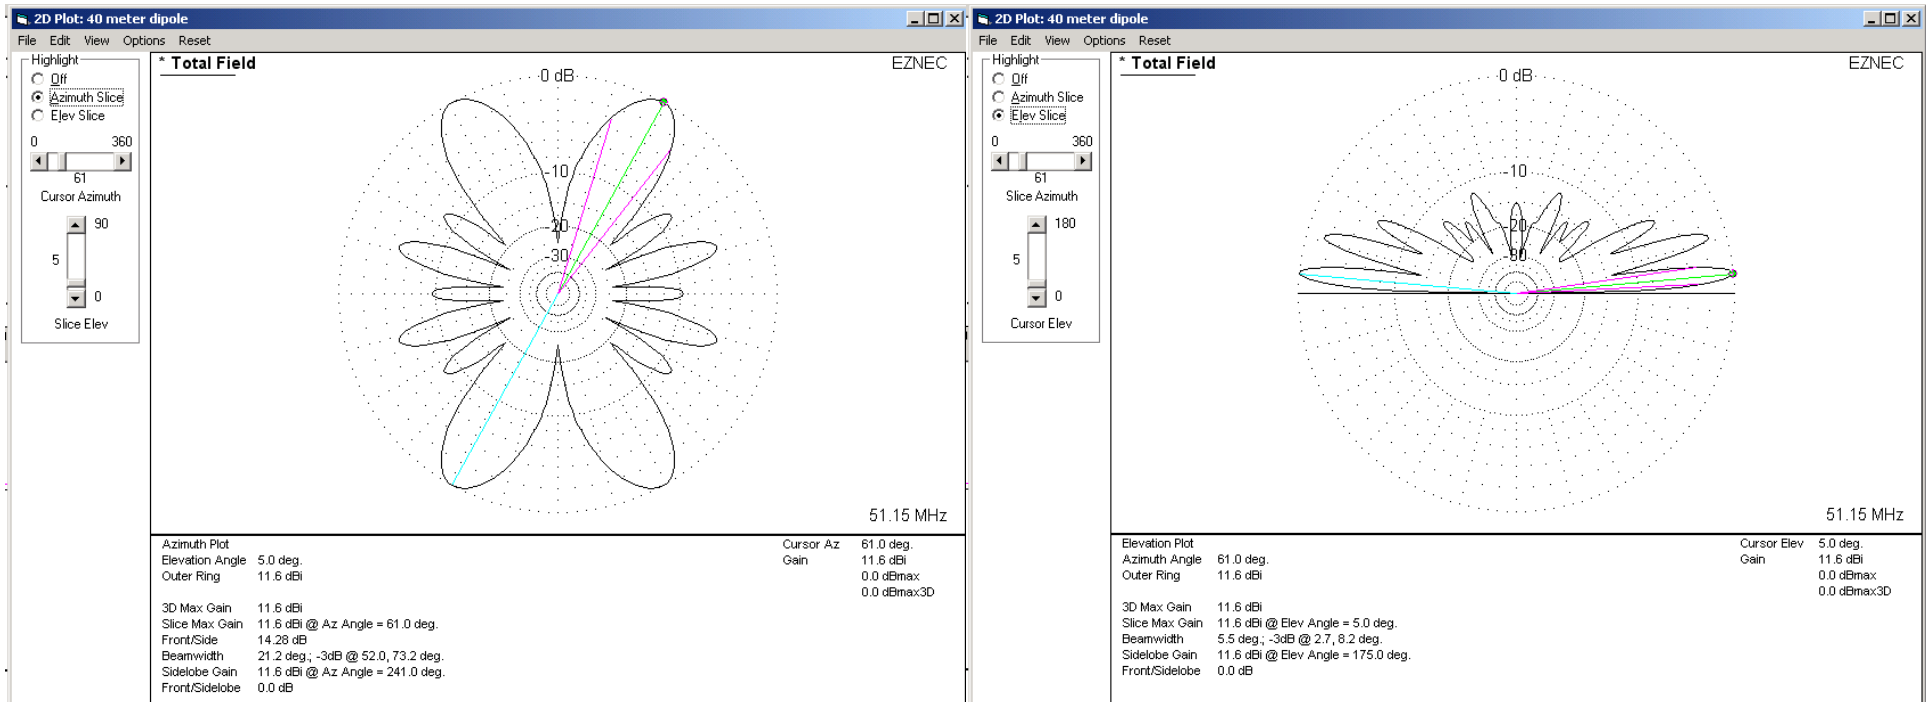 2D Plot: 40 meter dipole
File Edit View Options Reset
Highlight
Off
Azimuth Slice
Elev Slice
0 360
61
Cursor Azimuth
90
5
0
Slice Elev
* Total Field
EZNEC
0 dB
-10
-20
-30
51.15 MHz
Azimuth Plot
Elevation Angle 5.0 deg.
Outer Ring 11.6 dBi
3D Max Gain 11.6 dBi
Slice Max Gain 11.6 dBi @ Az Angle = 61.0 deg.
Front/Side 14.28 dB
Beamwidth 21.2 deg.; -3dB @ 52.0, 73.2 deg.
Sidelobe Gain 11.6 dBi @ Az Angle = 241.0 deg.
Front/Sidelobe 0.0 dB
Cursor Az 61.0 deg.
Gain 11.6 dBi
0.0 dBmax
0.0 dBmax3D
2D Plot: 40 meter dipole
File Edit View Options Reset
Highlight
Off
Azimuth Slice
Elev Slice
0 360
61
Slice Azimuth
180
5
0
Cursor Elev
* Total Field
EZNEC
0 dB
-10
-20
-30
51.15 MHz
Elevation Plot
Azimuth Angle 61.0 deg.
Outer Ring 11.6 dBi
3D Max Gain 11.6 dBi
Slice Max Gain 11.6 dBi @ Elev Angle = 5.0 deg.
Beamwidth 5.5 deg.; -3dB @ 2.7, 8.2 deg.
Sidelobe Gain 11.6 dBi @ Elev Angle = 175.0 deg.
Front/Sidelobe 0.0 dB
Cursor Elev 5.0 deg.
Gain 11.6 dBi
0.0 dBmax
0.0 dBmax3D